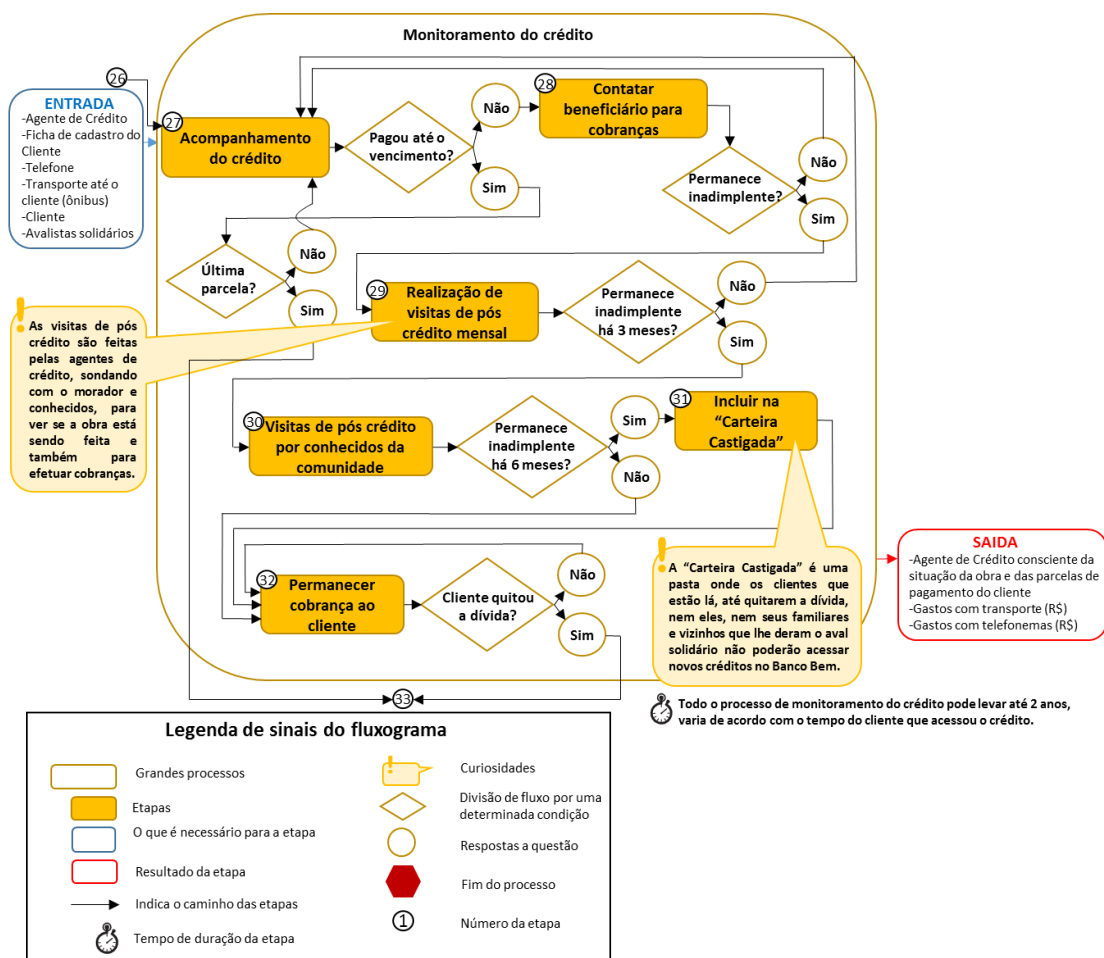 Monitoramento do crédito
26
ENTRADA
-Agente de Crédito
-Ficha de cadastro do
Cliente
-Telefone
-Transporte até o
cliente (ônibus)
-Cliente
-Avalistas solidários
27
Acompanhamento
do crédito
Pagou até o
vencimento?
Não
Sim
28
Contatar
beneficiário para
cobranças
Permanece
inadimplente?
Não
Sim
Última
parcela?
Não
Sim
29
Realização de
visitas de pós
crédito mensal
Permanece
inadimplente
há 3 meses?
Não
Sim
As visitas de pós
crédito são feitas
pelas agentes de
crédito, sondando
com o morador e
conhecidos, para
ver se a obra está
sendo feita e
também para
efetuar cobranças.
30
Visitas de pós crédito
por conhecidos da
comunidade
Permanece
inadimplente
há 6 meses?
Sim
Não
31
Incluir na
“Carteira
Castigada”
A “Carteira Castigada” é uma
pasta onde os clientes que
estão lá, até quitarem a dívida,
nem eles, nem seus familiares
e vizinhos que lhe deram o aval
solidário não poderão acessar
novos créditos no Banco Bem.
32
Permanecer
cobrança ao
cliente
Cliente quitou
a dívida?
Não
Sim
33
SAIDA
-Agente de Crédito consciente da
situação da obra e das parcelas de
pagamento do cliente
-Gastos com transporte (R$)
-Gastos com telefonemas (R$)
Todo o processo de monitoramento do crédito pode levar até 2 anos,
varia de acordo com o tempo do cliente que acessou o crédito.
Legenda de sinais do fluxograma
Grandes processos
Etapas
O que é necessário para a etapa
Resultado da etapa
Indica o caminho das etapas
Tempo de duração da etapa
Curiosidades
Divisão de fluxo por uma
determinada condição
Respostas a questão
Fim do processo
1
Número da etapa